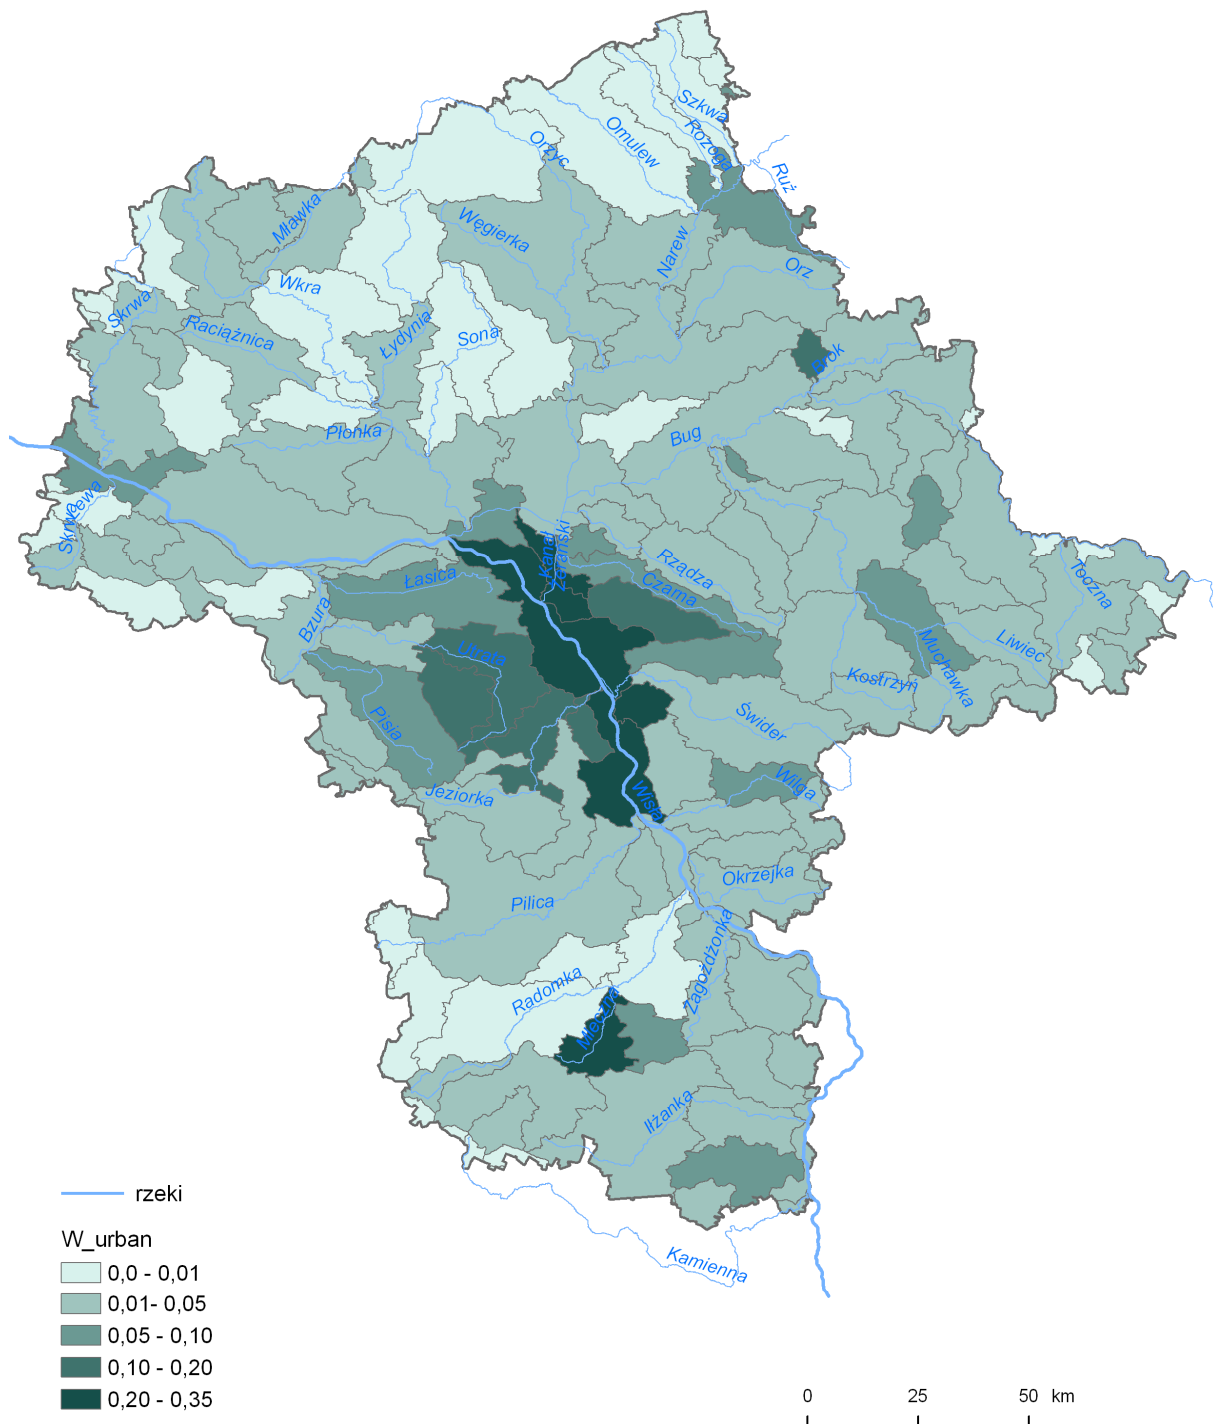 Szkwa
Rozoga
Omulew
Orzyc
Ruż
Mławka
Węgierka
Narew
Orz
Wkra
Skrwa
Raciążnica
Łydynia
Sona
Brok
Płonka
Bug
Skrwa
Lewa
Kanał
Żerański
Rządza
Czarna
Łasica
Toczna
Bzura
Muchawka
Liwiec
Utrata
Kostrzyń
Pisia
Świder
Wilga
Jeziorka
Wisła
Okrzejka
Pilica
Zagożdżonka
Radomka
Mleczna
Iłżanka
Kamienna
rzeki
W_urban
0,0 - 0,01
0,01- 0,05
0,05 - 0,10
0,10 - 0,20
0,20 - 0,35
0 25 50 km